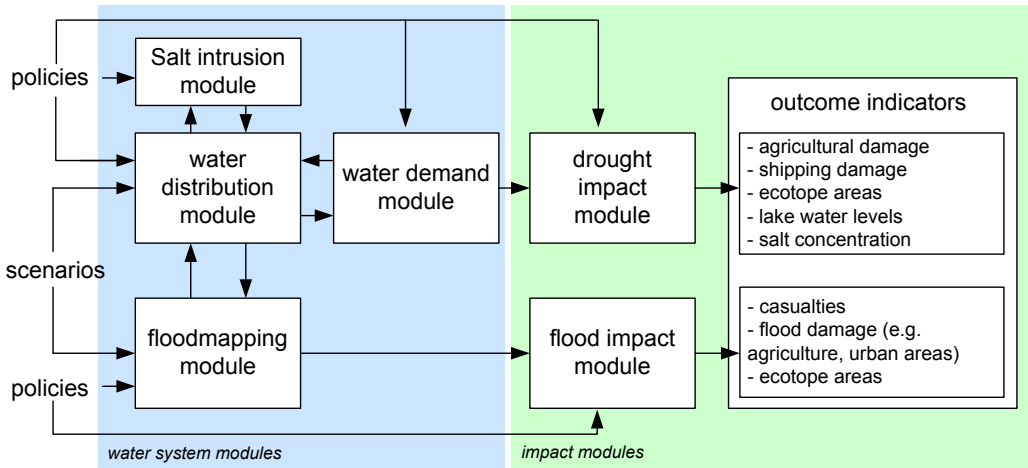 policies
Salt intrusion
module
water
distribution
module
water demand
module
scenarios
floodmapping
module
policies
water system modules
drought
impact
module
flood impact
module
impact modules
outcome indicators
- agricultural damage
- shipping damage
- ecotope areas
- lake water levels
- salt concentration
- casualties
- flood damage (e.g.
agriculture, urban areas)
- ecotope areas